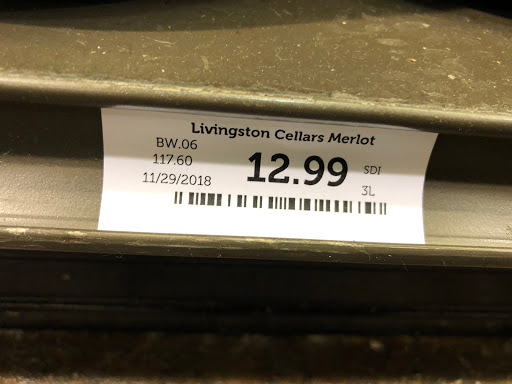 Livingston Cellars Merlot
BW.06
117.60
12.99
SDI
11/29/2018
3L